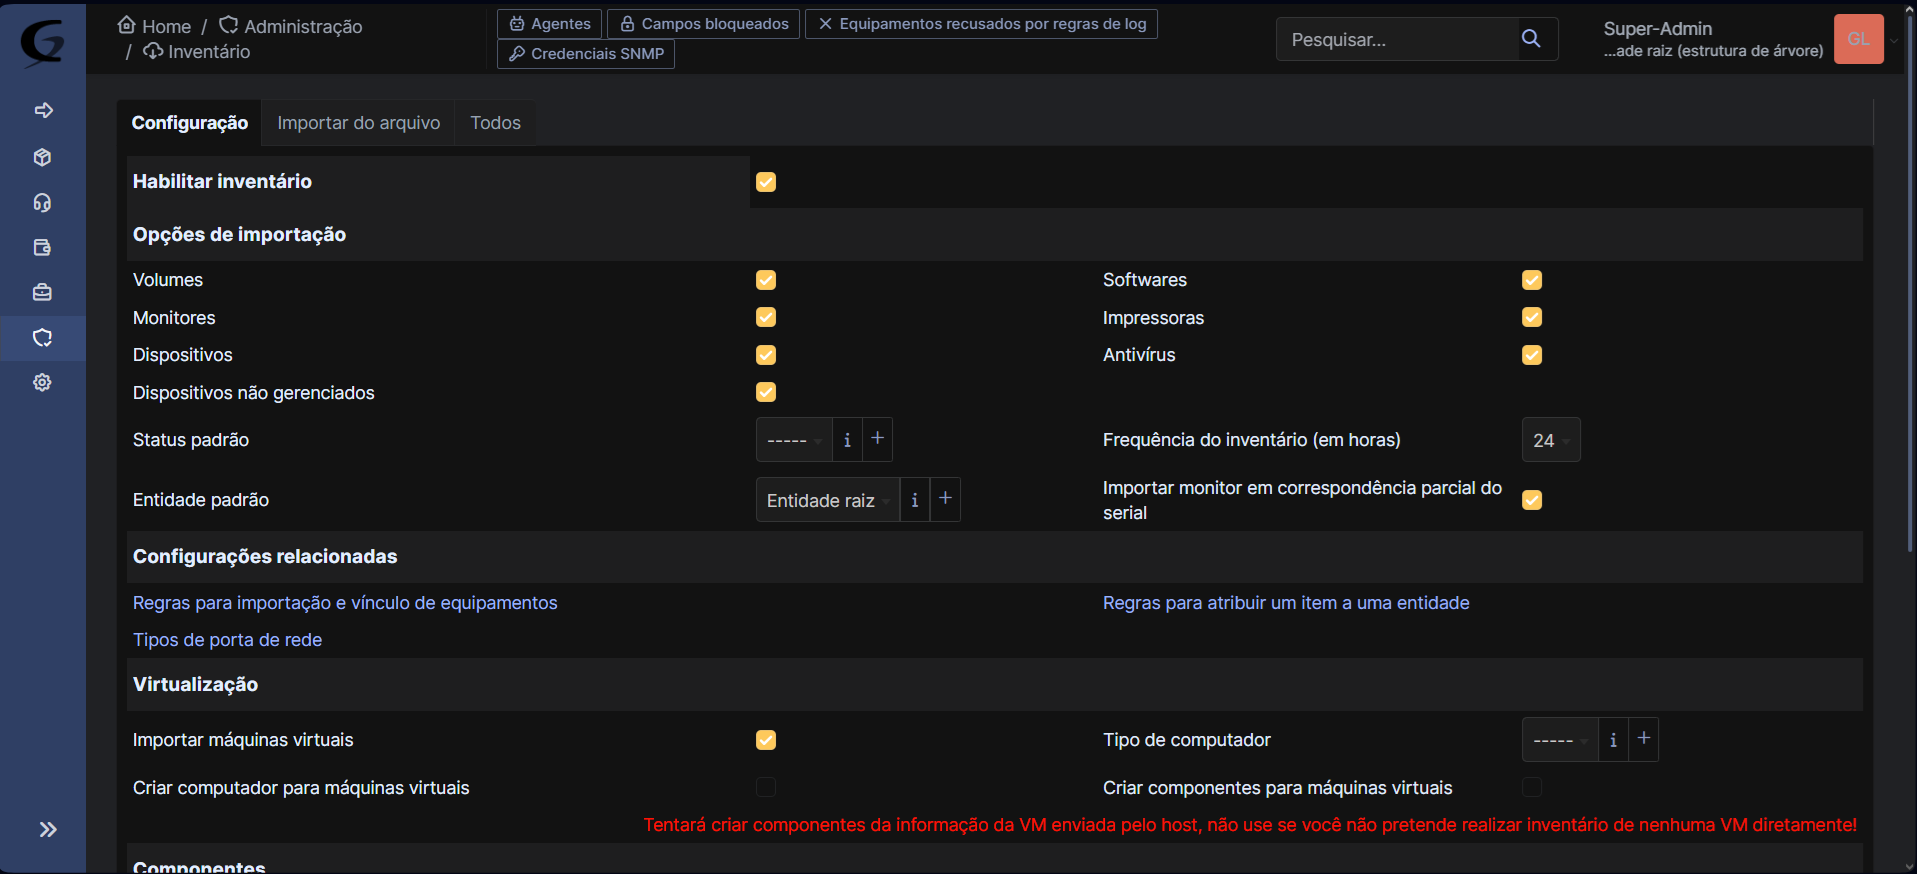 Home / Administração
/ Inventário
Agentes
Campos bloqueados
Equipamentos recusados por regras de log
Credenciais SNMP
Pesquisar...
Super-Admin
...ade raiz (estrutura de árvore)
GL
Configuração
Importar do arquivo
Todos
Habilitar inventário
Opções de importação
Volumes
Softwares
Monitores
Impressoras
Dispositivos
Antivírus
Dispositivos não gerenciados
Status padrão
-----
Frequência do inventário (em horas)
24
Entidade padrão
Entidade raiz
Importar monitor em correspondência parcial do
serial
Configurações relacionadas
Regras para importação e vínculo de equipamentos
Regras para atribuir um item a uma entidade
Tipos de porta de rede
Virtualização
Importar máquinas virtuais
Tipo de computador
-----
Criar computador para máquinas virtuais
Criar componentes para máquinas virtuais
Tentará criar componentes da informação da VM enviada pelo host, não use se você não pretende realizar inventário de nenhuma VM diretamente!
Componentes